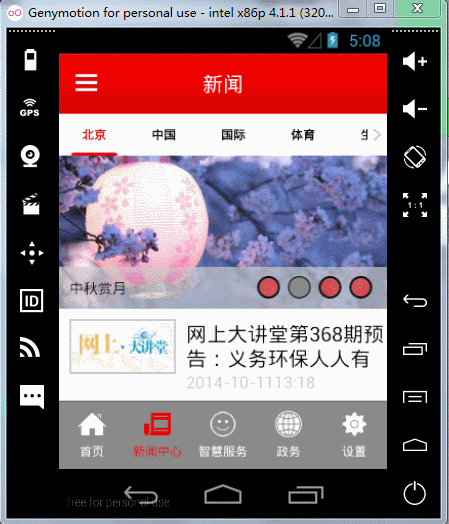 Genymotion for personal use - intel x86p 4.1.1 (320...
5:08
GPS
新闻
北京 中国 国际 体育
1:1
中秋赏月
ID
网上·大讲堂
网上大讲堂第368期预
告：义务环保人人有
2014-10-1113:18
首页 新闻中心 智慧服务 政务 设置
free for personal use